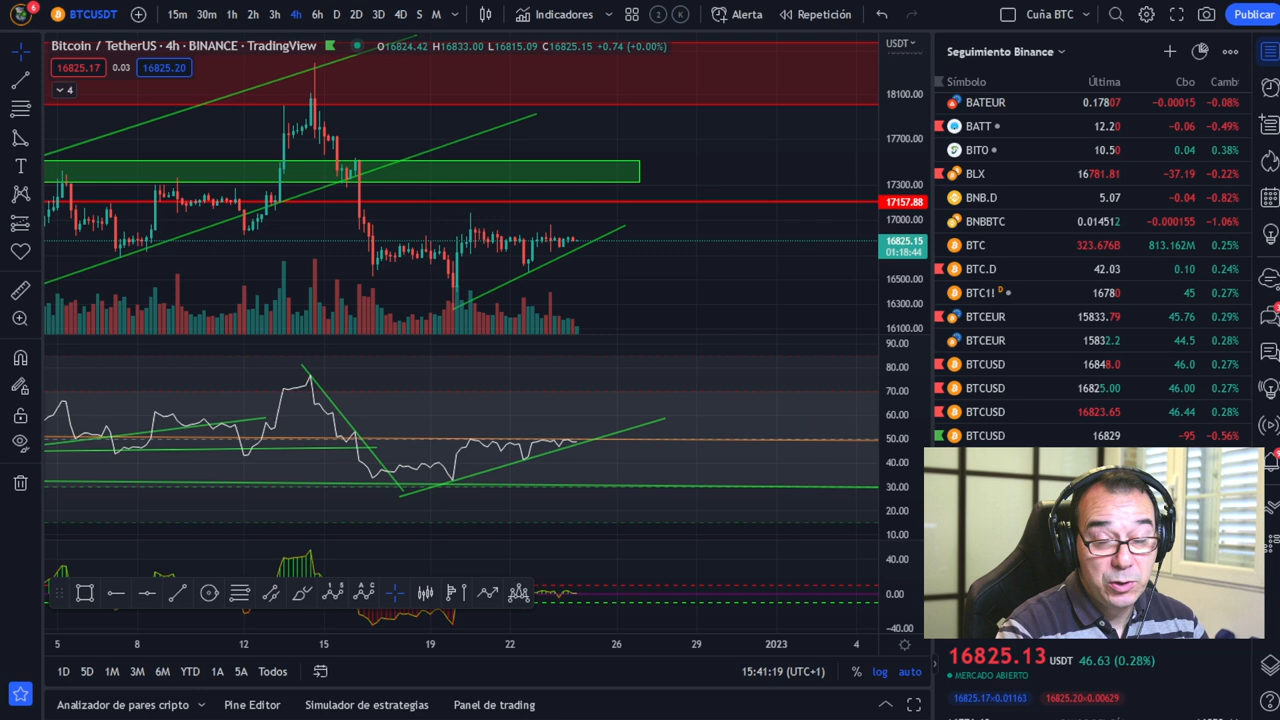 6
BTCUSDT
15m 30m 1h 2h 3h 4h 6h D 2D 3D 4D S M
Indicadores
2 K
Alerta
Repetición
Cuña BTC
Publicar
Bitcoin / TetherUS · 4h · BINANCE · TradingView
O16824.42 H16833.00 L16815.09 C16825.15 +0.74 (+0.00%)
16825.17 0.03 16825.20
4
USDT
18100.00
17700.00
17300.00
17157.88
17000.00
16825.15
01:18:44
16500.00
16300.00
16100.00
90.00
80.00
70.00
60.00
50.00
40.00
30.00
20.00
10.00
40.00
0.00
−40.00
5 8 12 15 19 22 26 29 2023 4
1D 5D 1M 3M 6M YTD 1A 5A Todos
15:41:19 (UTC+1) % log auto
Analizador de pares cripto
Pine Editor
Panel de trading
Seguimiento Binance
Símbolo Última Cbo Camb
BATEUR 0.17807 −0.00015 −0.08%
BATT 12.20 −0.06 −0.49%
BITO 10.50 0.04 0.38%
BLX 16781.81 −37.19 −0.22%
BNB.D 5.07 −0.04 −0.82%
BNBBTC 0.014512 −0.000155 −1.06%
BTC 323.676B 813.162M 0.25%
BTC.D 42.03 0.10 0.24%
BTC1! D 16780 45 0.27%
BTCEUR 15833.79 45.76 0.29%
BTCEUR 15832.2 44.5 0.28%
BTCUSD 16848.0 46.0 0.27%
BTCUSD 16825.00 46.00 0.27%
BTCUSD 16823.65 46.44 0.28%
BTCUSD 16829 −95 −0.56%
16825.13 USDT 46.63 (0.28%)
MERCADO ABIERTO
16825.17×0.01163 16825.20×0.00629